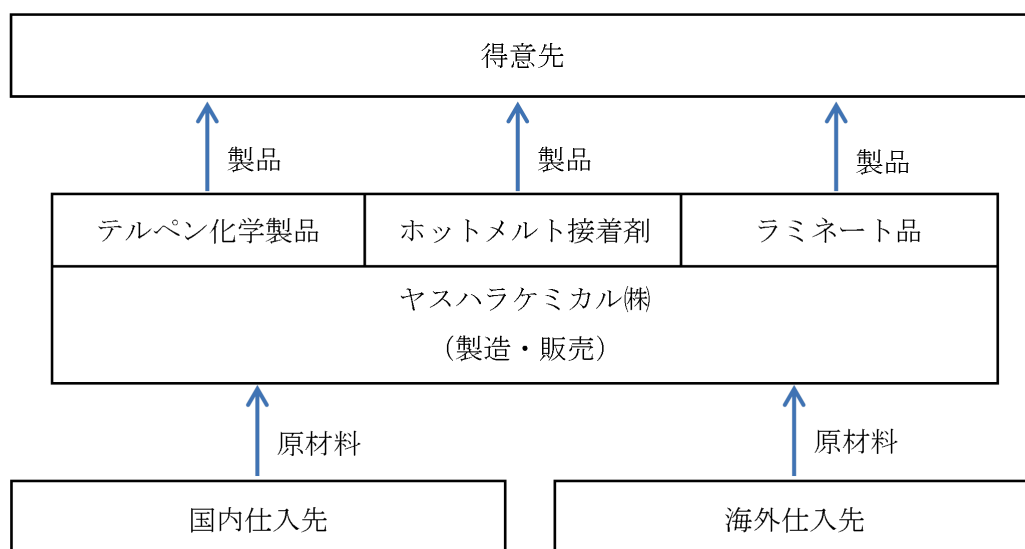 得意先
製品
製品
製品
テルペン化学製品
ホットメルト接着剤
ラミネート品
ヤスハラケミカル㈱
（製造・販売）
原材料
原材料
国内仕入先
海外仕入先